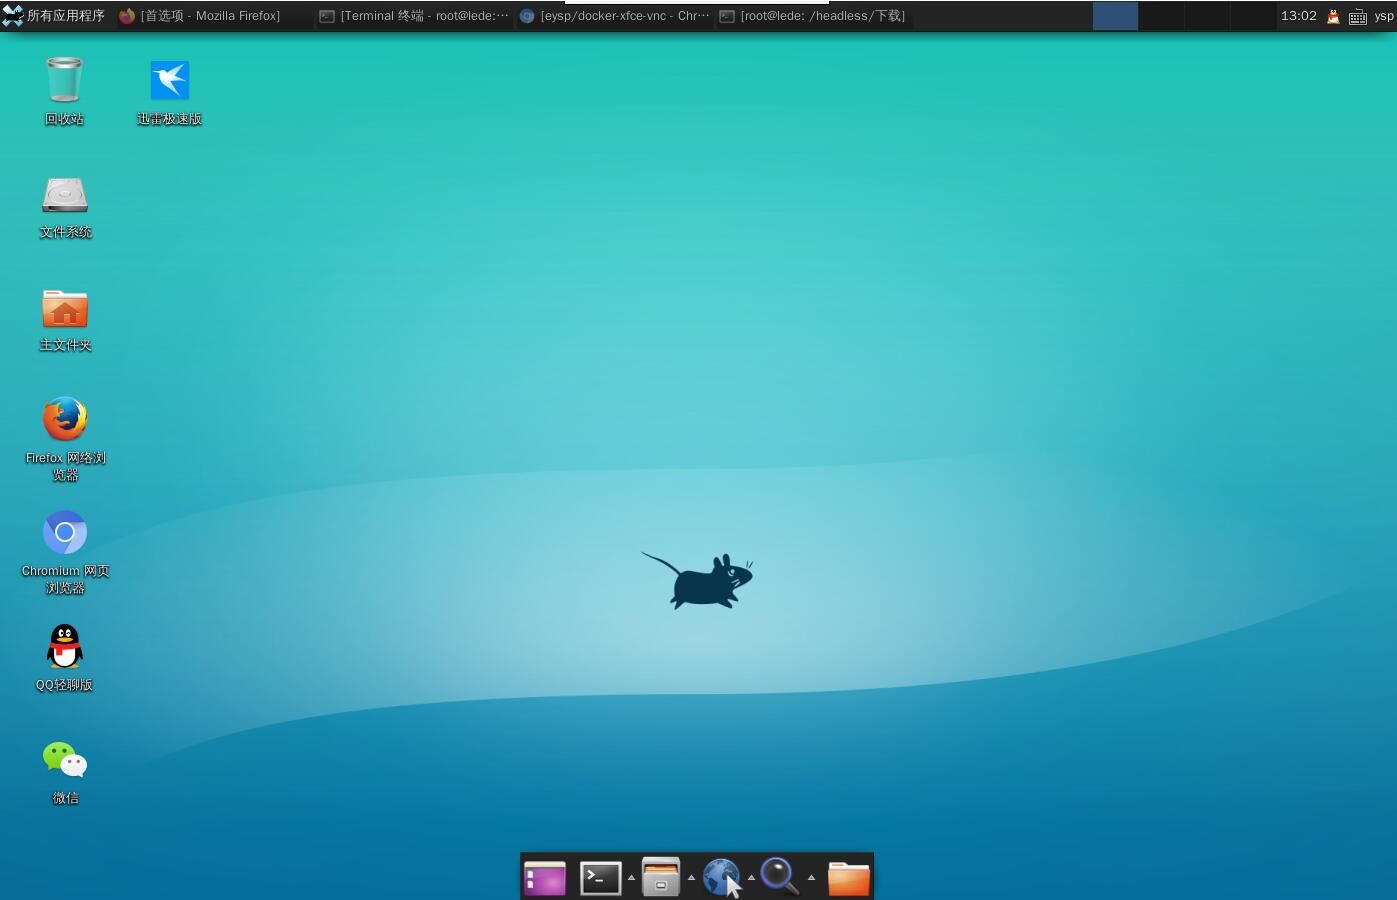 所有应用程序
[首选项 - Mozilla Firefox]
[Terminal 终端 - root@lede:···
[eysp/docker-xfce-vnc - Chr···
[root@lede: /headless/下载]
13:02
ysp
回收站
迅雷极速版
文件系统
主文件夹
Firefox 网络浏
览器
Chromium 网页
浏览器
QQ轻聊版
微信